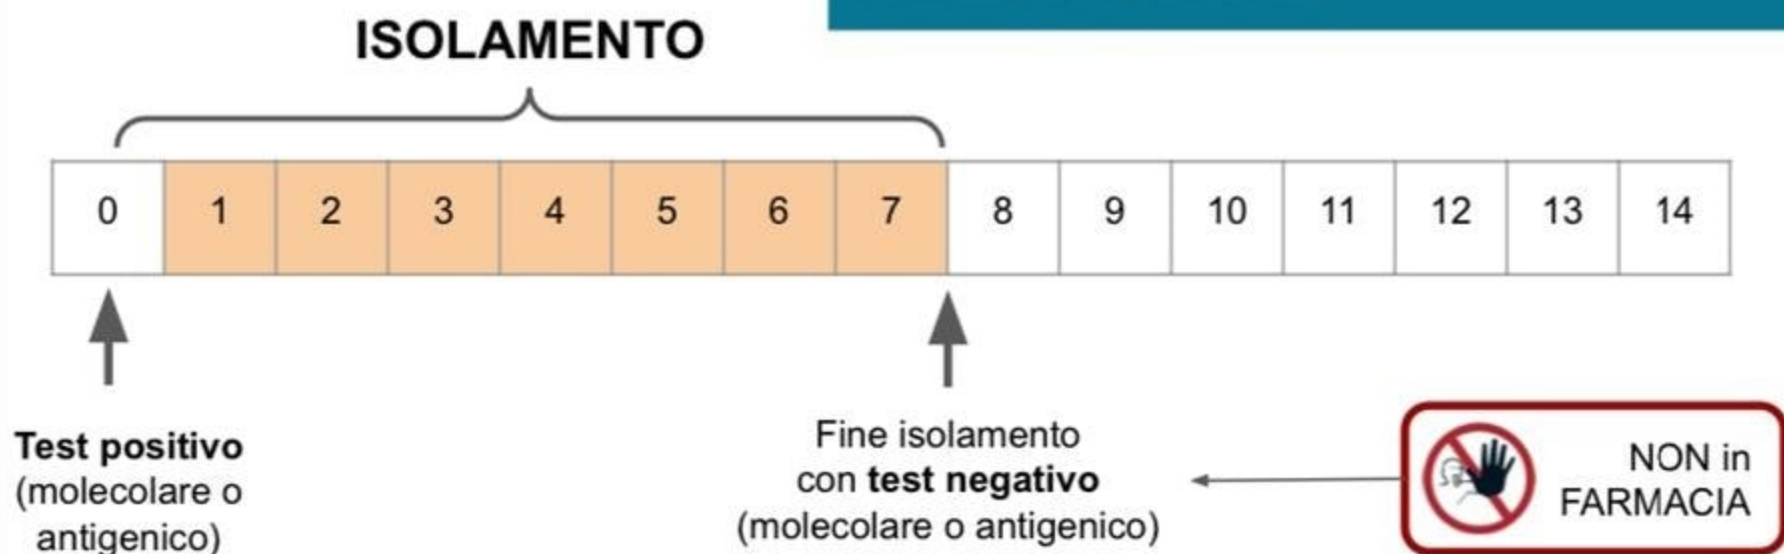 ISOLAMENTO
0 1 2 3 4 5 6 7 8 9 10 11 12 13 14
Test positivo
(molecolare o
antigenico)
Fine isolamento
con test negativo
(molecolare o antigenico)
NON in
FARMACIA